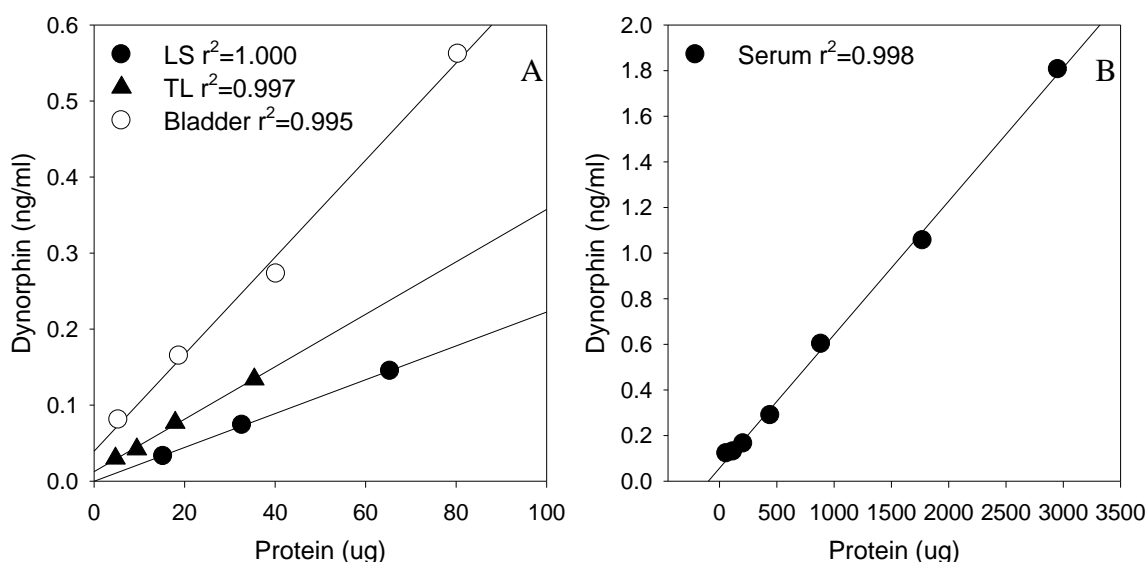 LS r²=1.000
TL r²=0.997
Bladder r²=0.995
A
0.6
0.5
0.4
0.3
0.2
0.1
0.0
Dynorphin (ng/ml)
0 20 40 60 80 100
Protein (ug)
Serum r²=0.998
B
2.0
1.8
1.6
1.4
1.2
1.0
0.8
0.6
0.4
0.2
0.0
Dynorphin (ng/ml)
0 500 1000 1500 2000 2500 3000 3500
Protein (ug)